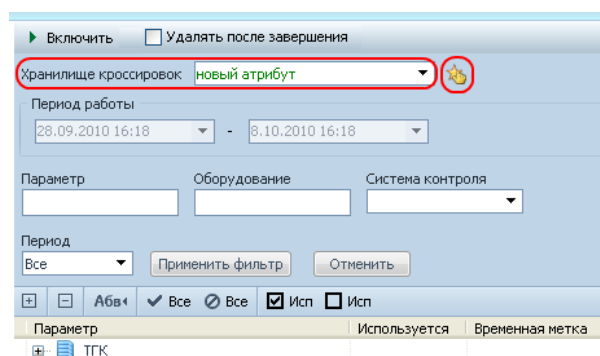 Включить Удалять после завершения
Хранилище кроссировок новый атрибут
Период работы
28.09.2010 16:18 - 8.10.2010 16:18
Параметр Оборудование Система контроля
Период
Все Применить фильтр Отменить
Абв Все Все Исп Исп
Параметр Используется Временная метка
ТГК